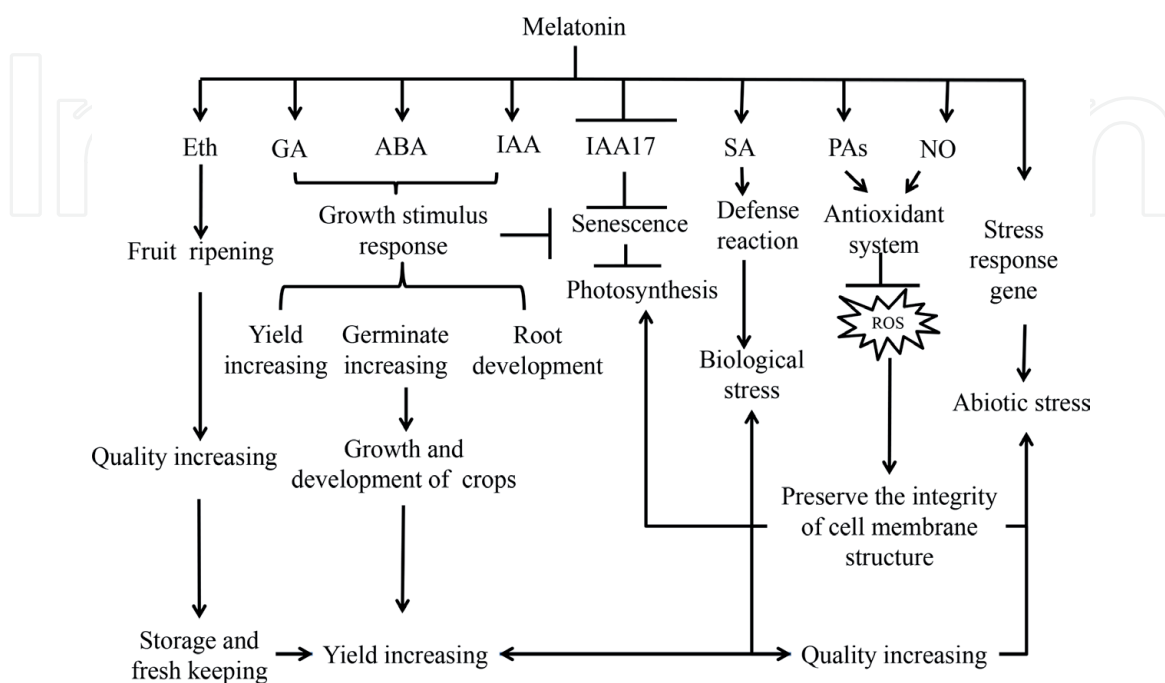 Melatonin
Eth
GA
ABA
IAA
IAA17
SA
PAs
NO
Fruit ripening
Growth stimulus
response
Senescence
Photosynthesis
Defense
reaction
Antioxidant
system
Stress
response
gene
ROS
Yield
increasing
Germinate
increasing
Root
development
Biological
stress
Abiotic stress
Quality increasing
Growth and
development of crops
Preserve the integrity
of cell membrane
structure
Storage and
fresh keeping
Yield increasing
Quality increasing